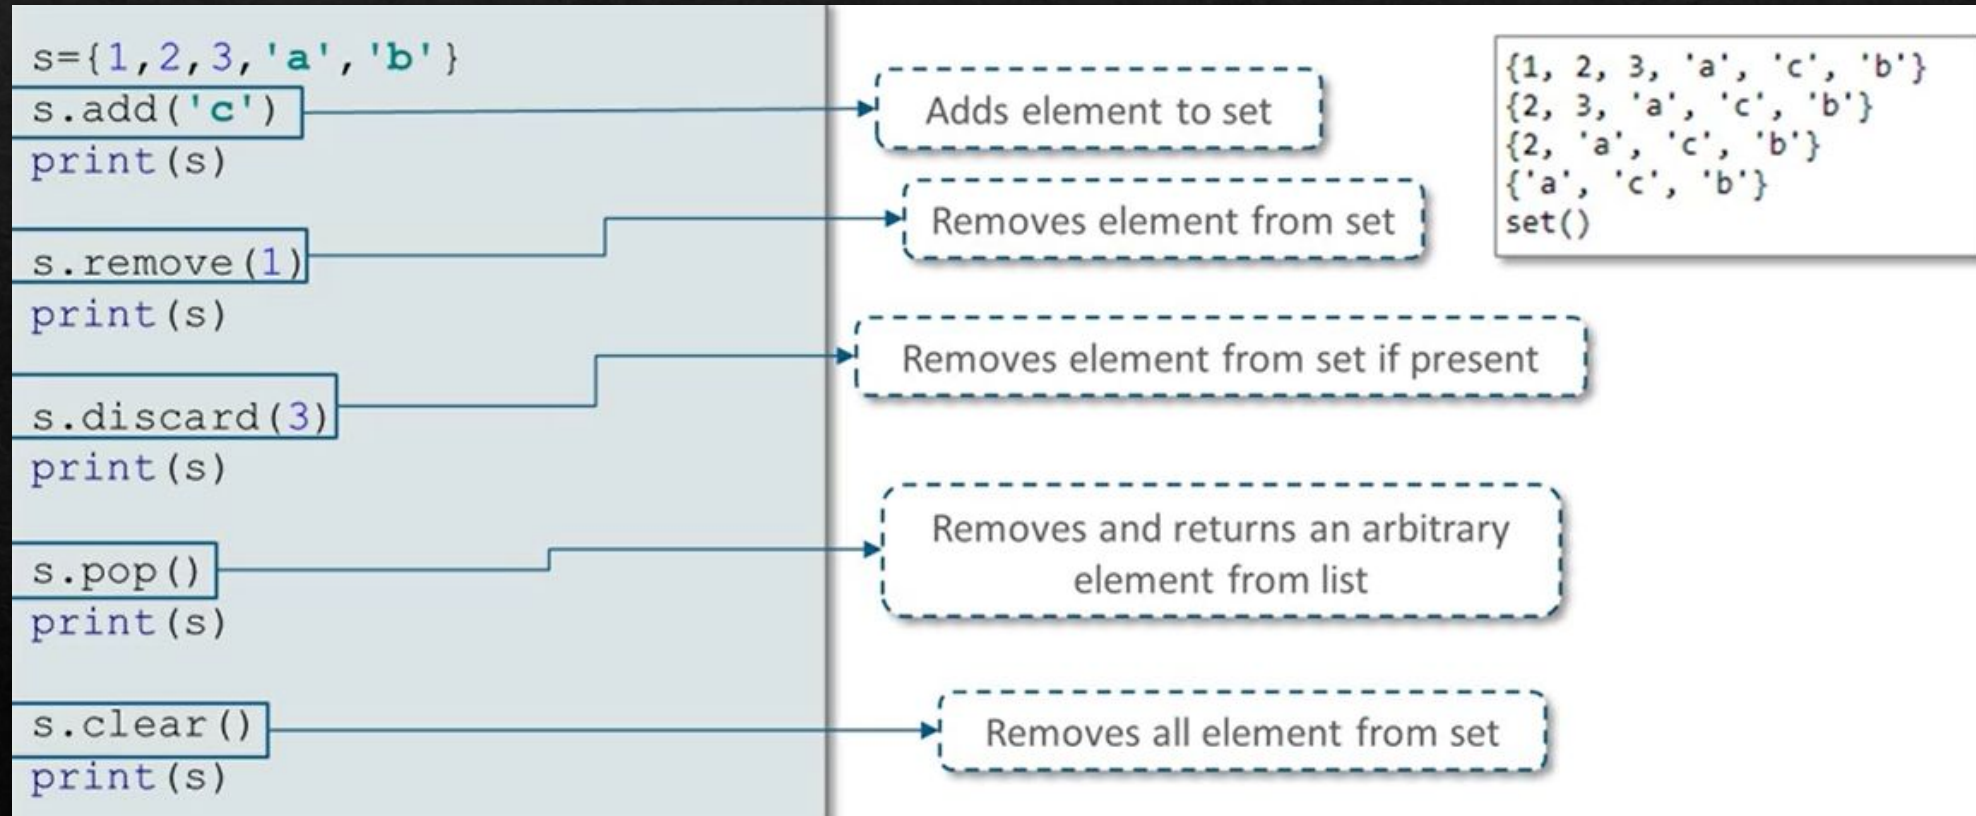 s={1,2,3,'a','b'}
s.add('c')
print(s)
s.remove(1)
print(s)
s.discard(3)
print(s)
s.pop()
print(s)
s.clear()
print(s)
Adds element to set
Removes element from set
Removes element from set if present
Removes and returns an arbitrary
element from list
Removes all element from set
{1, 2, 3, 'a', 'c', 'b'}
{2, 3, 'a', 'c', 'b'}
{2, 'a', 'c', 'b'}
{'a', 'c', 'b'}
set()